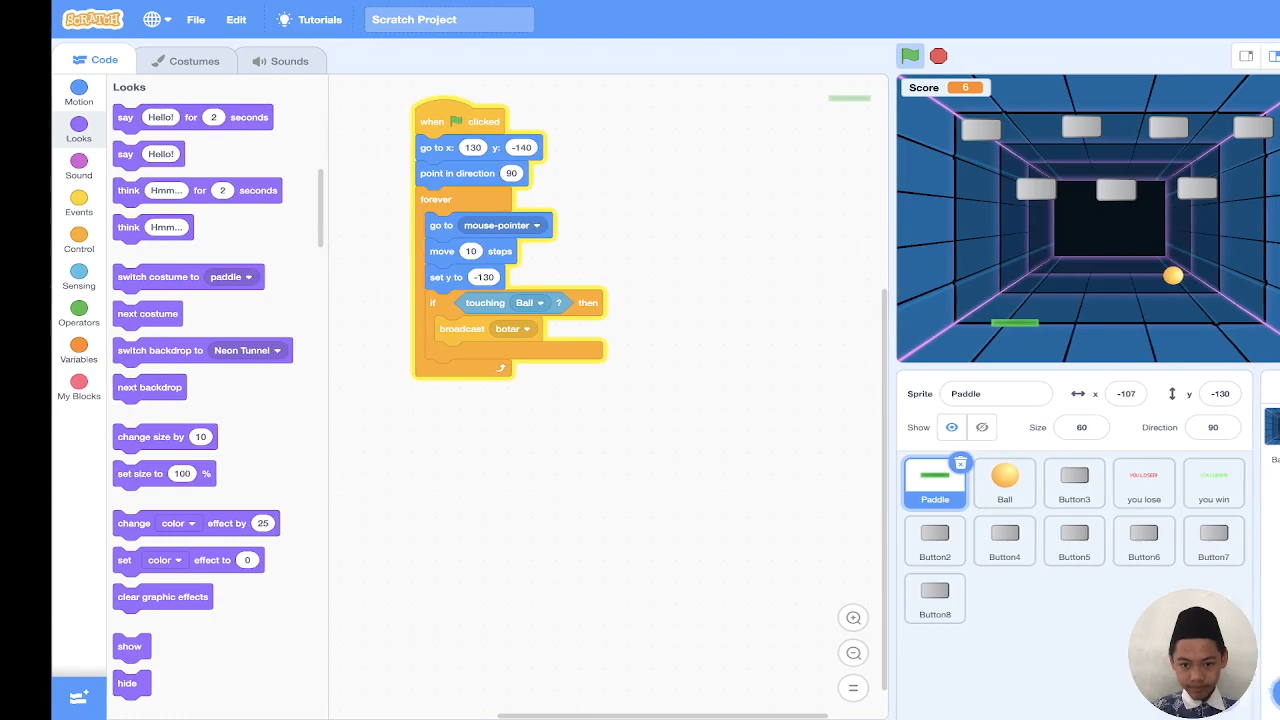 SCRATCH File Edit Tutorials Scratch Project
Code Costumes Sounds
Motion
Looks
Sound
Events
Control
Sensing
Operators
Variables
My Blocks
Looks
say Hello! for 2 seconds
say Hello!
think Hmm... for 2 seconds
think Hmm...
switch costume to paddle
next costume
switch backdrop to Neon Tunnel
next backdrop
change size by 10
set size to 100 %
change color effect by 25
set color effect to 0
clear graphic effects
show
hide
when clicked
go to x: 130 y: -140
point in direction 90
forever
go to mouse-pointer
move 10 steps
set y to -130
if touching Ball ? then
broadcast botar
Score 6
Sprite Paddle x -107 y -130
Show Size 60 Direction 90
YOU LOSE! YOU WIN!
Paddle Ball Button3 you lose you win
Button2 Button4 Button5 Button6 Button7
Button8